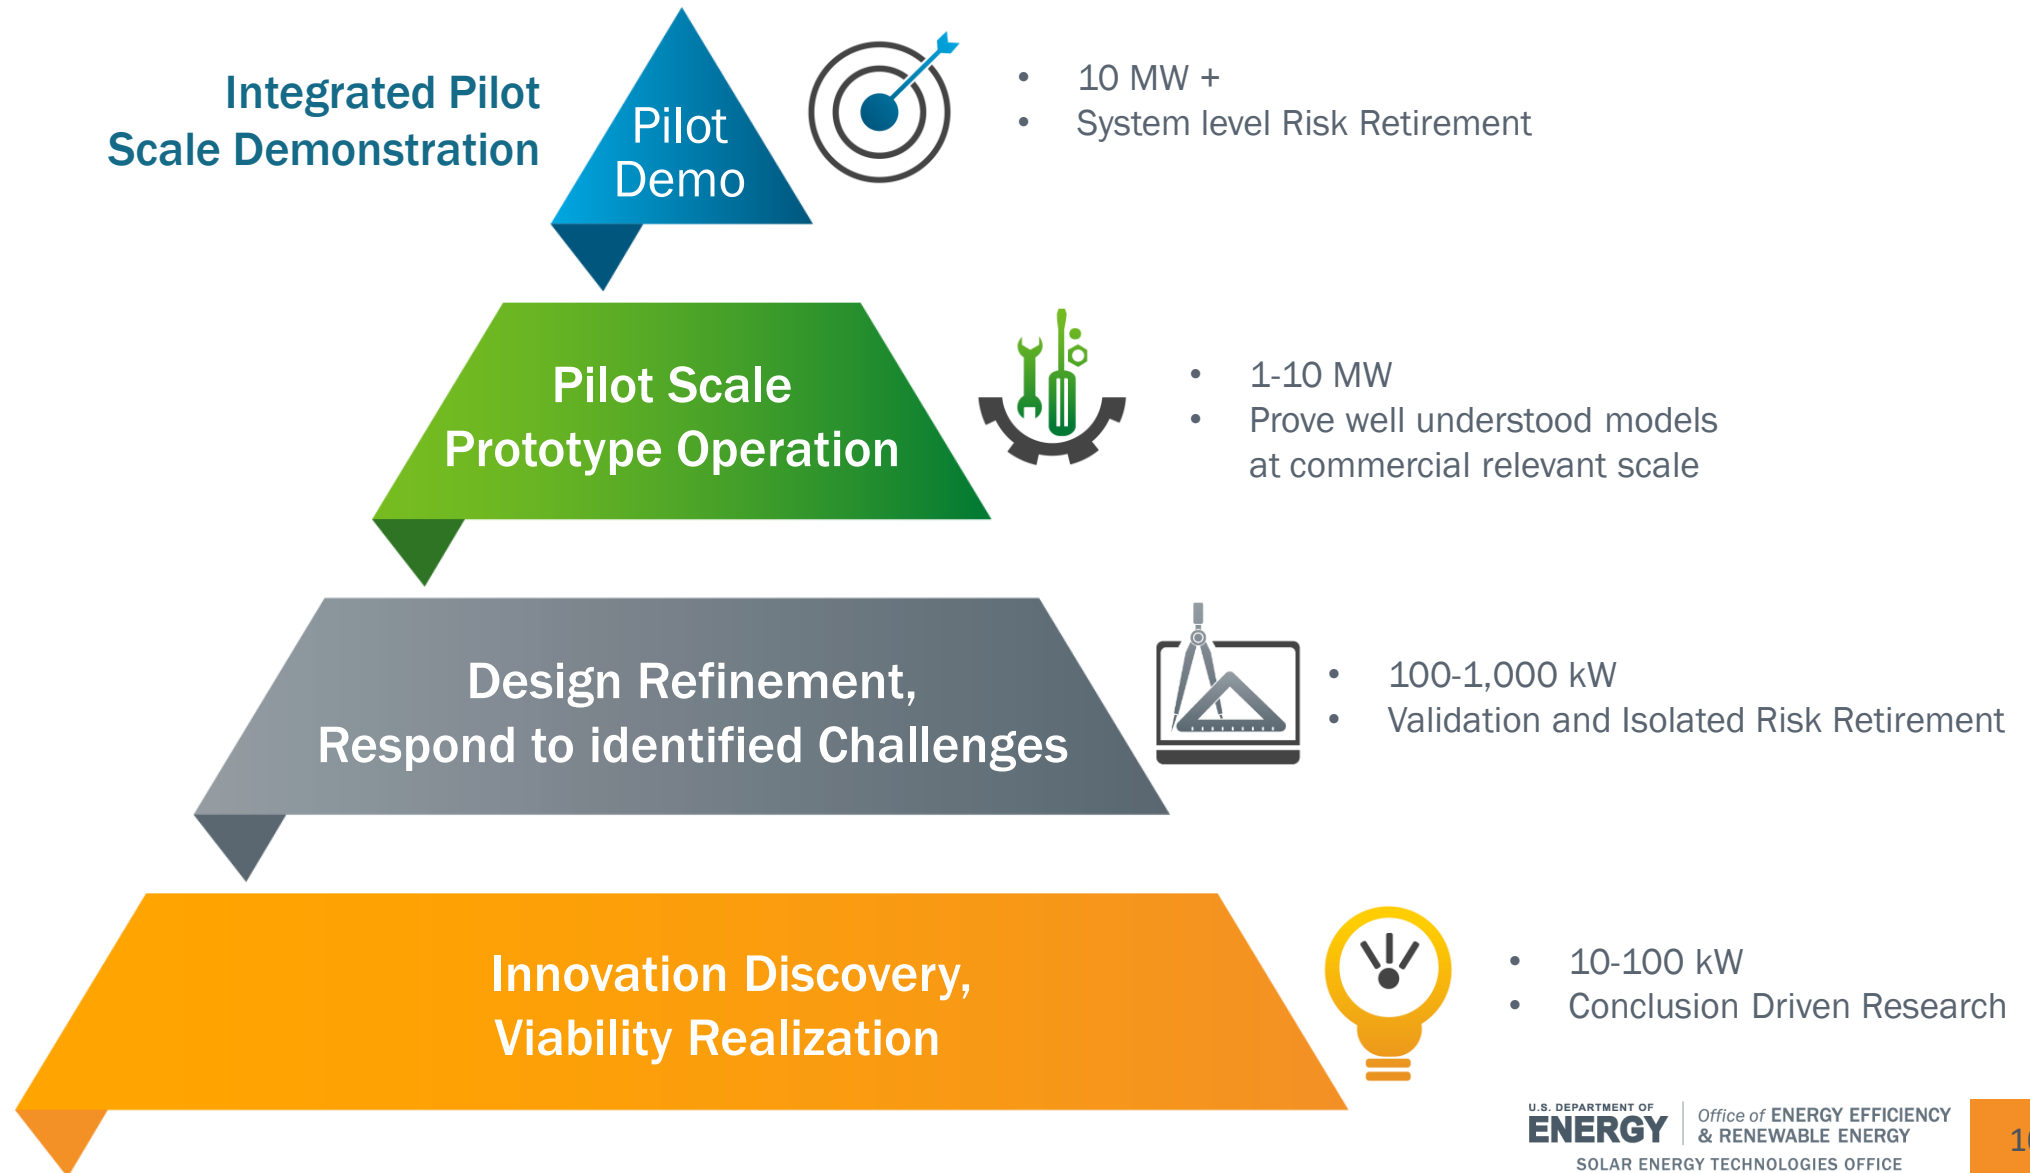 Integrated Pilot
Scale Demonstration
Pilot
Demo
• 10 MW +
• System level Risk Retirement
Pilot Scale
Prototype Operation
• 1-10 MW
• Prove well understood models
at commercial relevant scale
Design Refinement,
Respond to identified Challenges
• 100-1,000 kW
• Validation and Isolated Risk Retirement
Innovation Discovery,
Viability Realization
• 10-100 kW
• Conclusion Driven Research
U.S. DEPARTMENT OF
ENERGY
Office of ENERGY EFFICIENCY
& RENEWABLE ENERGY
SOLAR ENERGY TECHNOLOGIES OFFICE